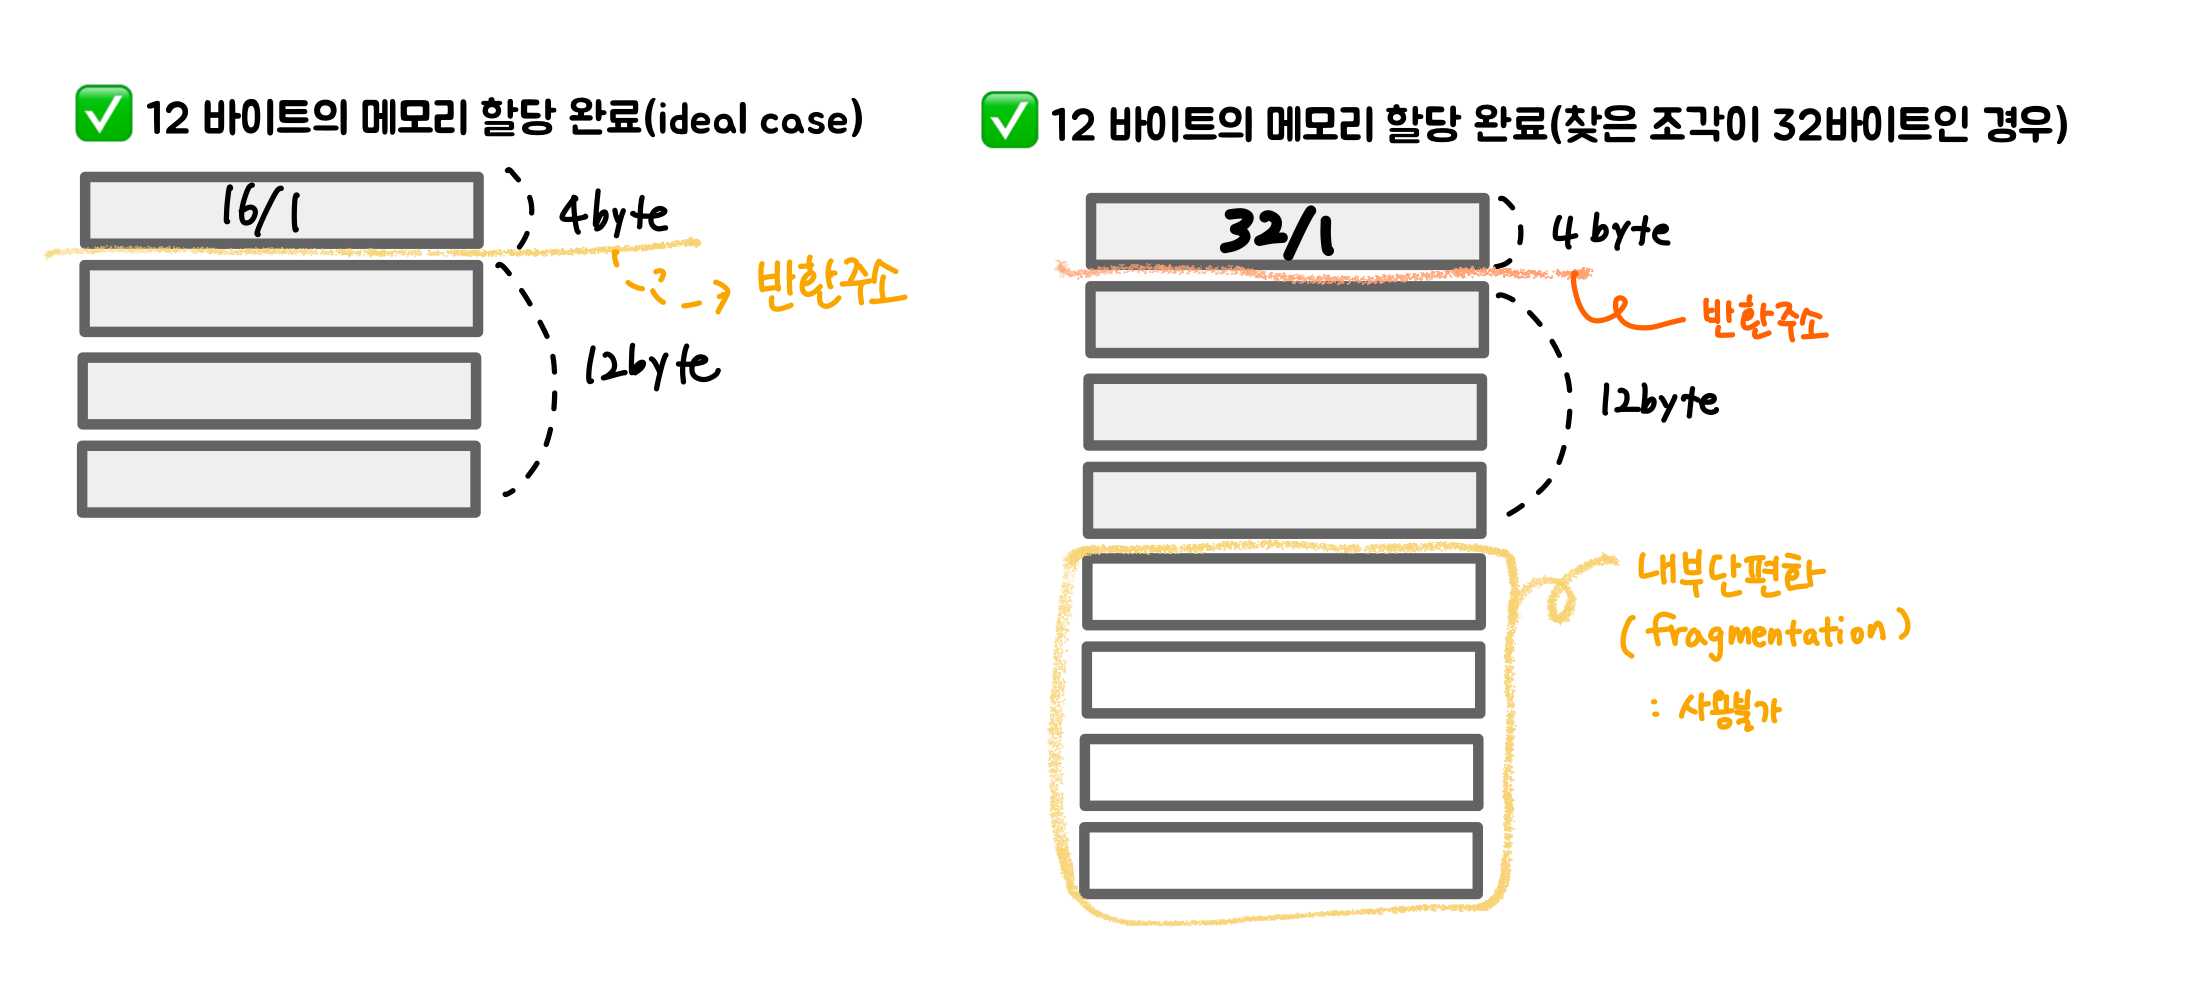 ✅ 12 바이트의 메모리 할당 완료(ideal case)
16/1
4byte
반환주소
12byte
✅ 12 바이트의 메모리 할당 완료(찾은 조각이 32바이트인 경우)
32/1
4 byte
반환주소
12byte
내부단편화
(fragmentation)
: 사용불가